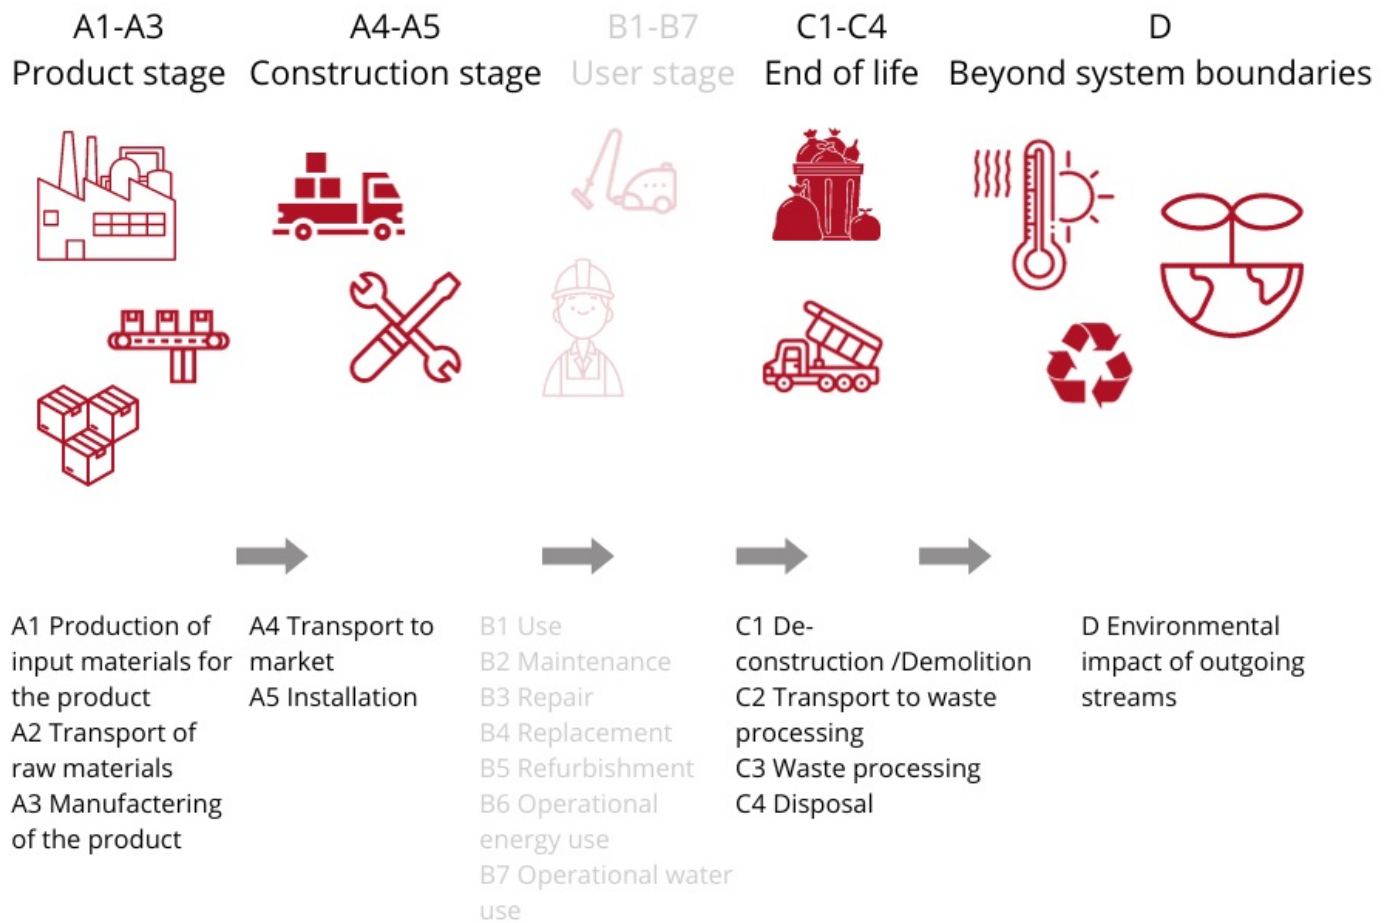 A1-A3
Product stage
A4-A5
Construction stage
B1-B7
User stage
C1-C4
End of life
D
Beyond system boundaries
A1 Production of
input materials for
the product
A2 Transport of
raw materials
A3 Manufactering
of the product
A4 Transport to
market
A5 Installation
B1 Use
B2 Maintenance
B3 Repair
B4 Replacement
B5 Refurbishment
B6 Operational
energy use
B7 Operational water
use
C1 De-
construction /Demolition
C2 Transport to waste
processing
C3 Waste processing
C4 Disposal
D Environmental
impact of outgoing
streams